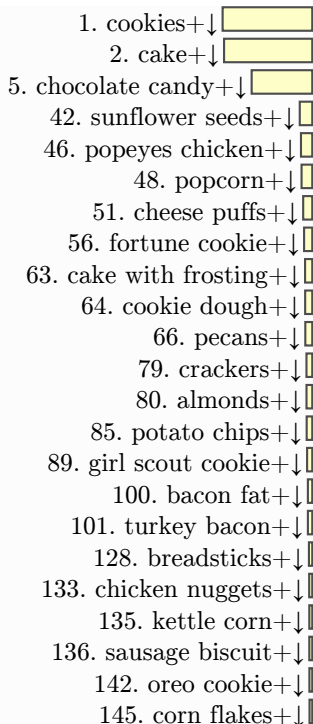 1. cookies+↓
2. cake+↓
5. chocolate candy+↓
42. sunflower seeds+↓
46. popeyes chicken+↓
48. popcorn+↓
51. cheese puffs+↓
56. fortune cookie+↓
63. cake with frosting+↓
64. cookie dough+↓
66. pecans+↓
79. crackers+↓
80. almonds+↓
85. potato chips+↓
89. girl scout cookie+↓
100. bacon fat+↓
101. turkey bacon+↓
128. breadsticks+↓
133. chicken nuggets+↓
135. kettle corn+↓
136. sausage biscuit+↓
142. oreo cookie+↓
145. corn flakes+↓